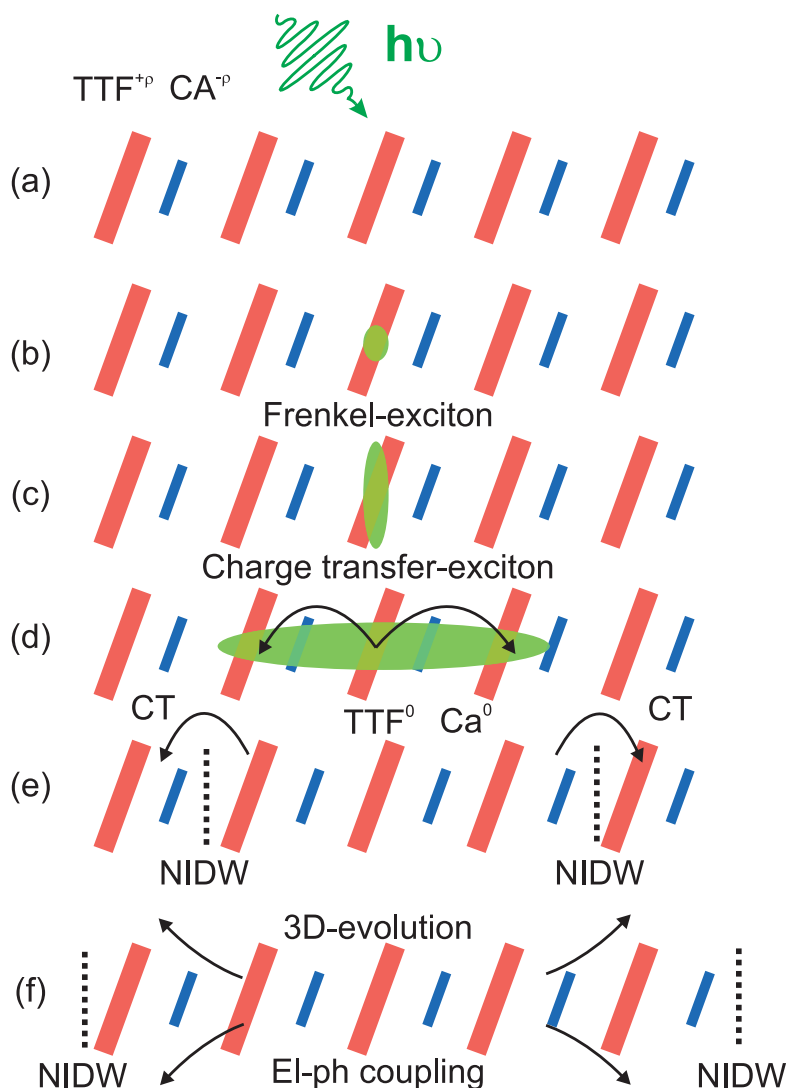 hυ
TTF⁺ᵖ CA⁻ᵖ
(a)
(b)
Frenkel-exciton
(c)
Charge transfer-exciton
(d)
CT TTF⁰ Ca⁰ CT
(e)
NIDW NIDW
3D-evolution
(f)
NIDW El-ph coupling NIDW